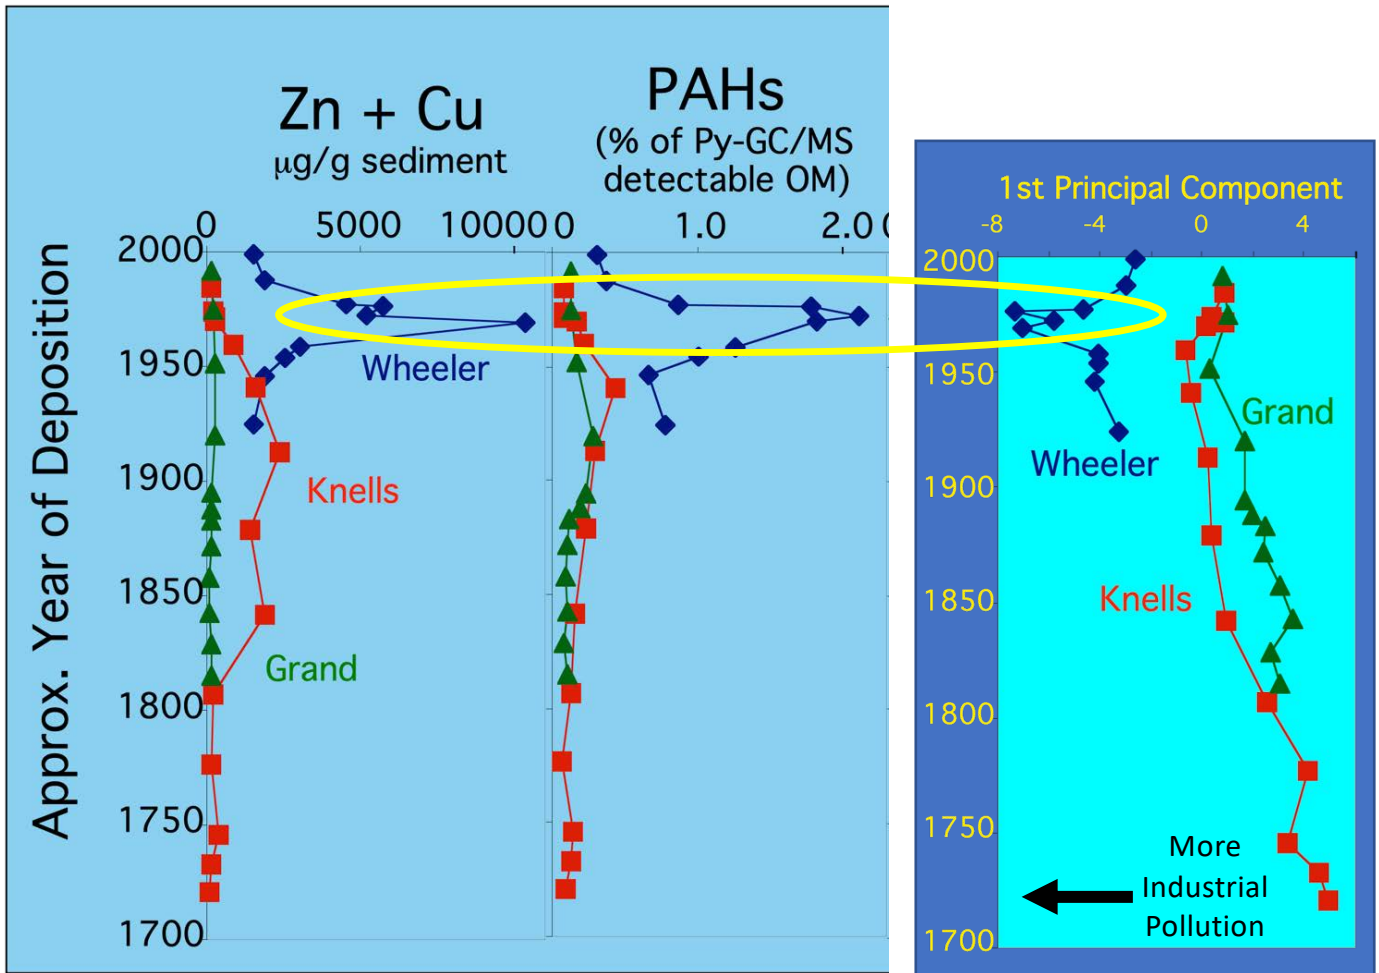 Zn + Cu
μg/g sediment
0 5000 10000
PAHs
(% of Py-GC/MS
detectable OM)
0 0 1.0 2.0
Approx. Year of Deposition
2000
1950
1900
1850
1800
1750
1700
Wheeler
Knells
Grand
1st Principal Component
-8 -4 0 4
2000
1950
1900
1850
1800
1750
1700
Grand
Wheeler
Knells
More
Industrial
Pollution